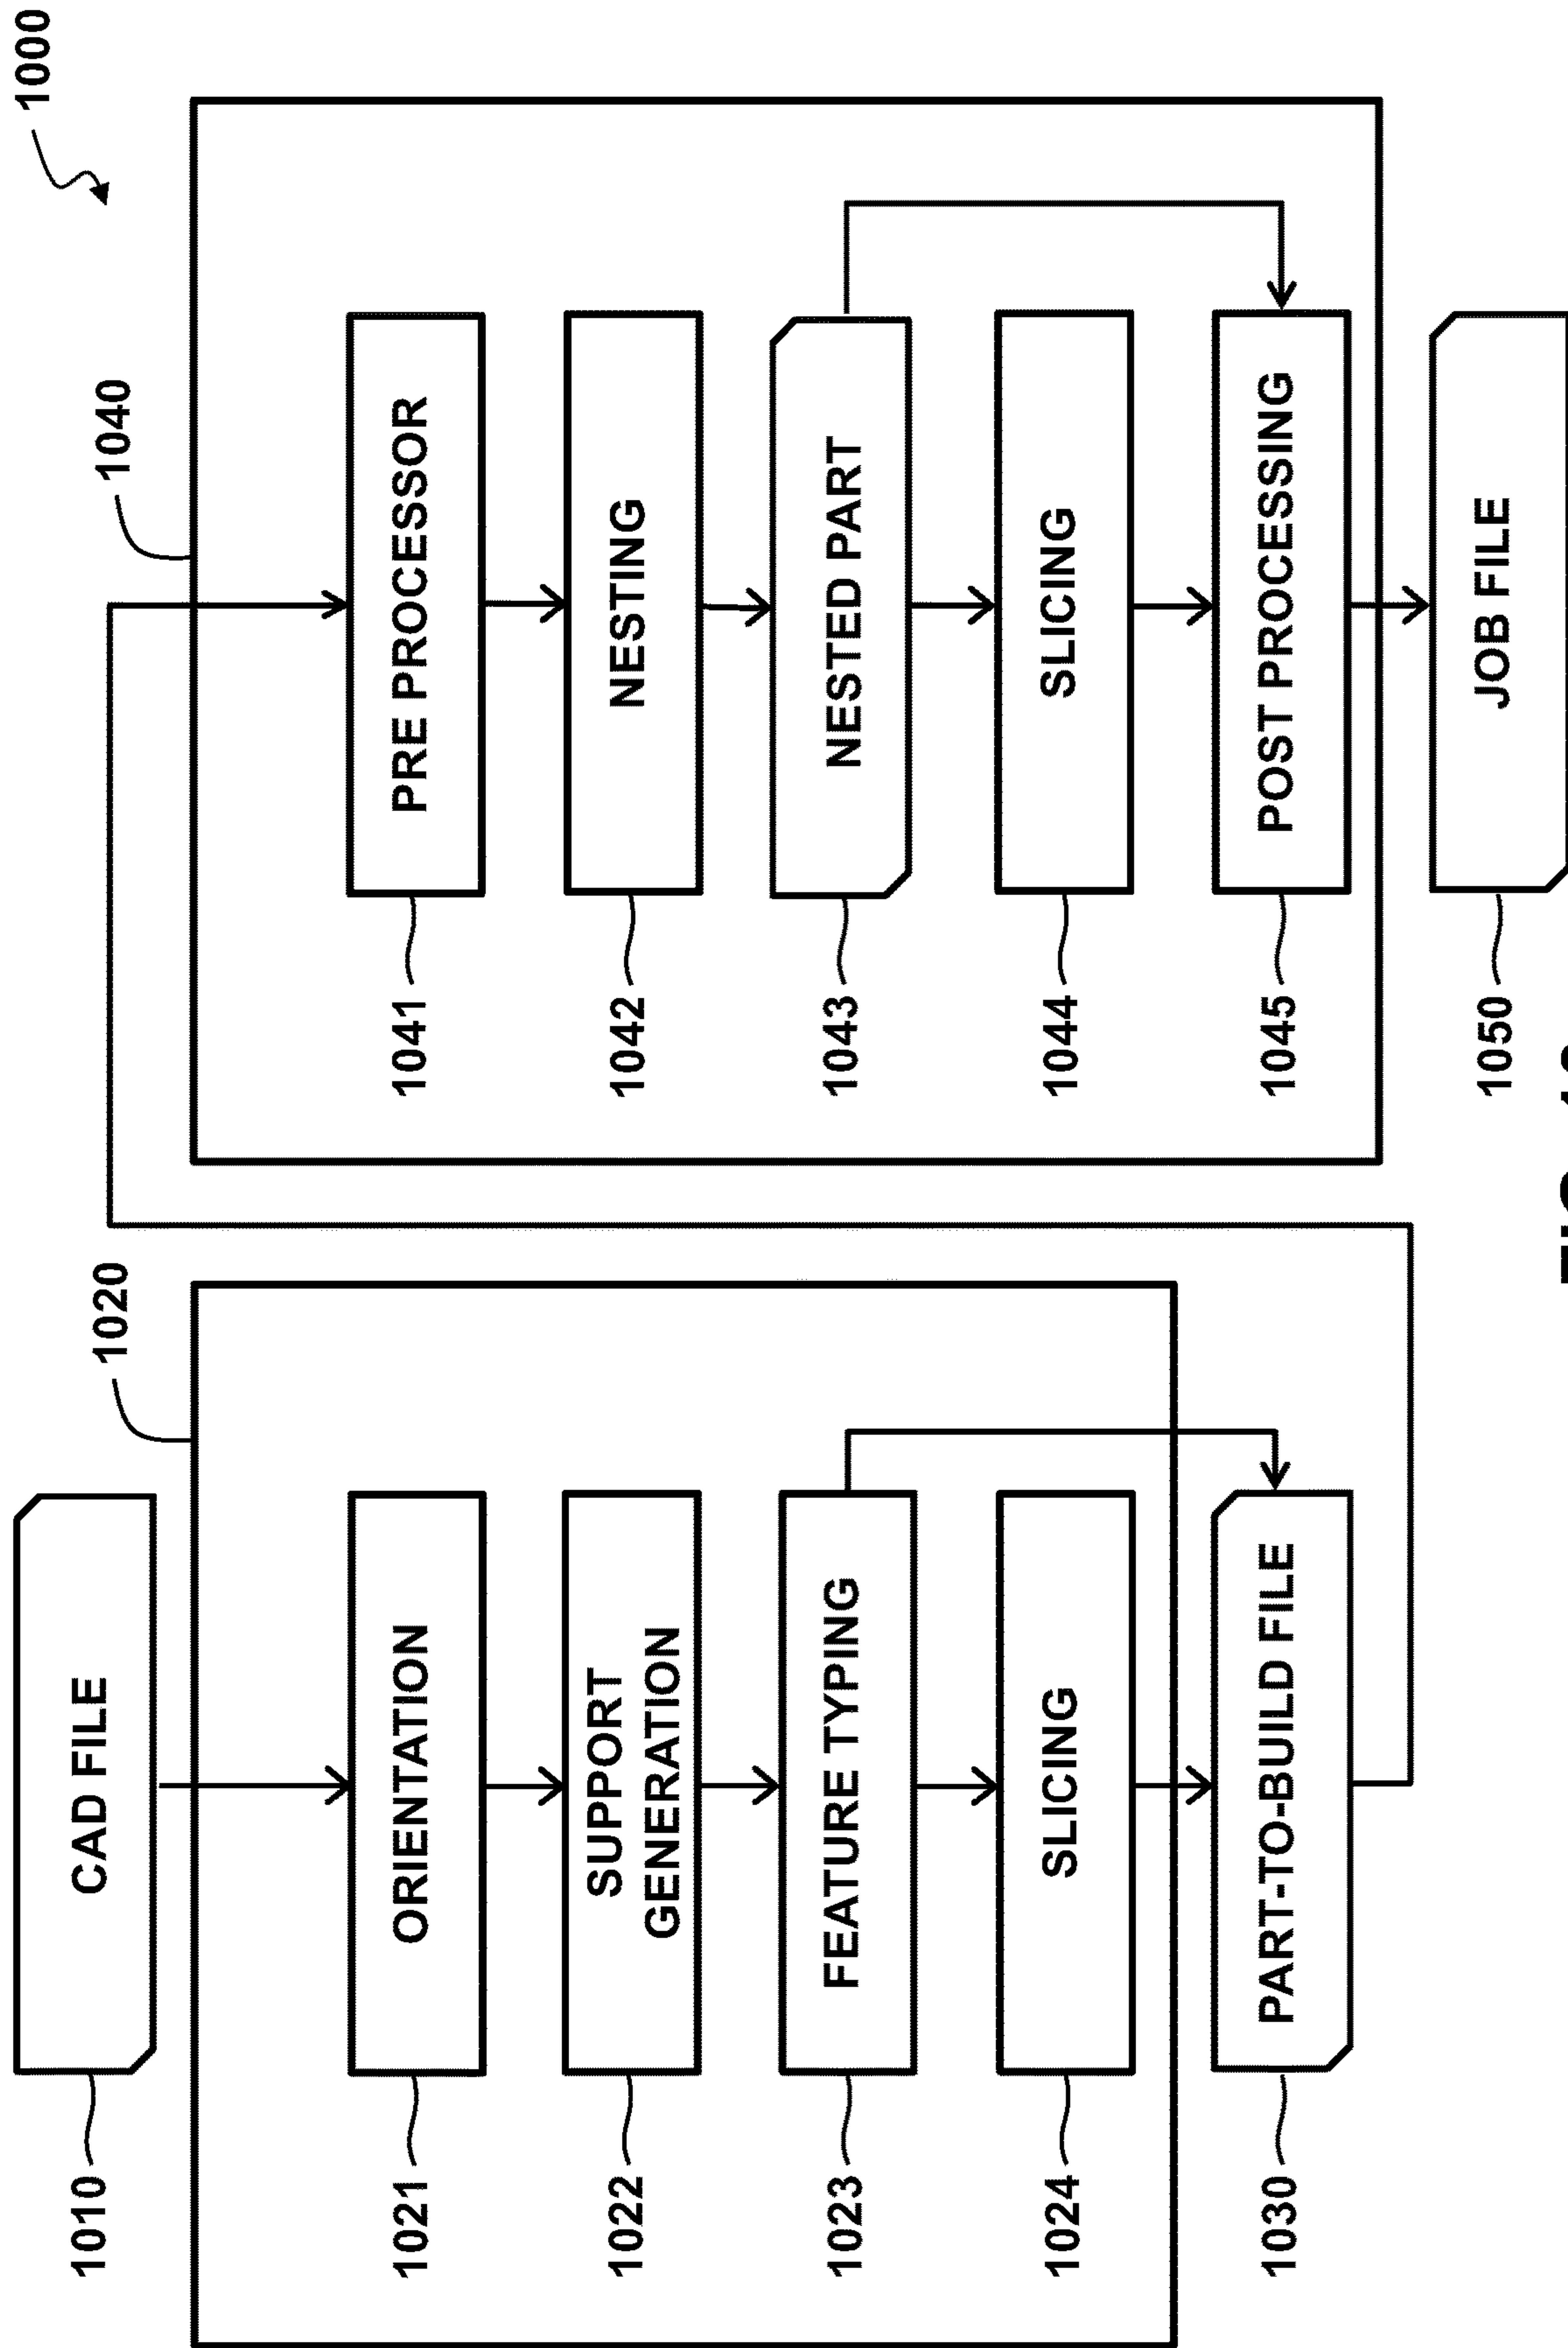 1000
1010
CAD FILE
1020
1021
ORIENTATION
1022
SUPPORT
GENERATION
1023
FEATURE TYPING
1024
SLICING
1030
PART-TO-BUILD FILE
1040
1041
PRE PROCESSOR
1042
NESTING
1043
NESTED PART
1044
SLICING
1045
POST PROCESSING
1050
JOB FILE